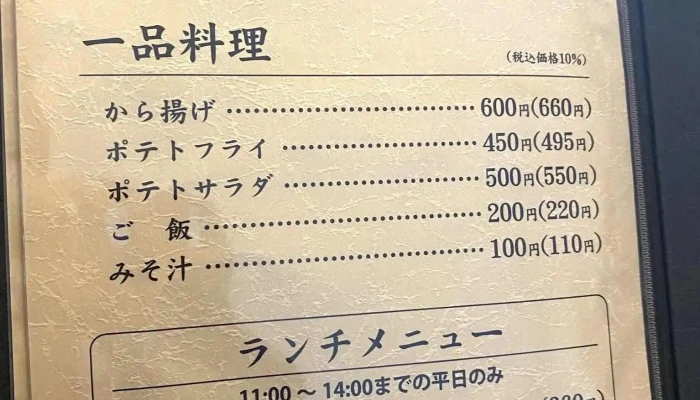 一品料理
(税込価格10%)
から揚げ ……………………… 600円(660円)
ポテトフライ ………………… 450円(495円)
ポテトサラダ ………………… 500円(550円)
ご 飯 ………………………… 200円(220円)
みそ汁 ………………………… 100円(110円)
ランチメニュー
11:00 ～ 14:00までの平日のみ